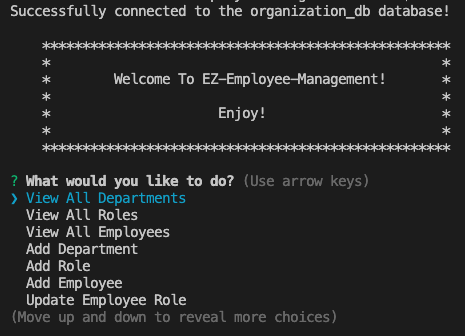 Successfully connected to the organization_db database!
**************************************************
* *
* Welcome To EZ-Employee-Management! *
* *
* Enjoy! *
* *
**************************************************
? What would you like to do? (Use arrow keys)
❯ View All Departments
View All Roles
View All Employees
Add Department
Add Role
Add Employee
Update Employee Role
(Move up and down to reveal more choices)